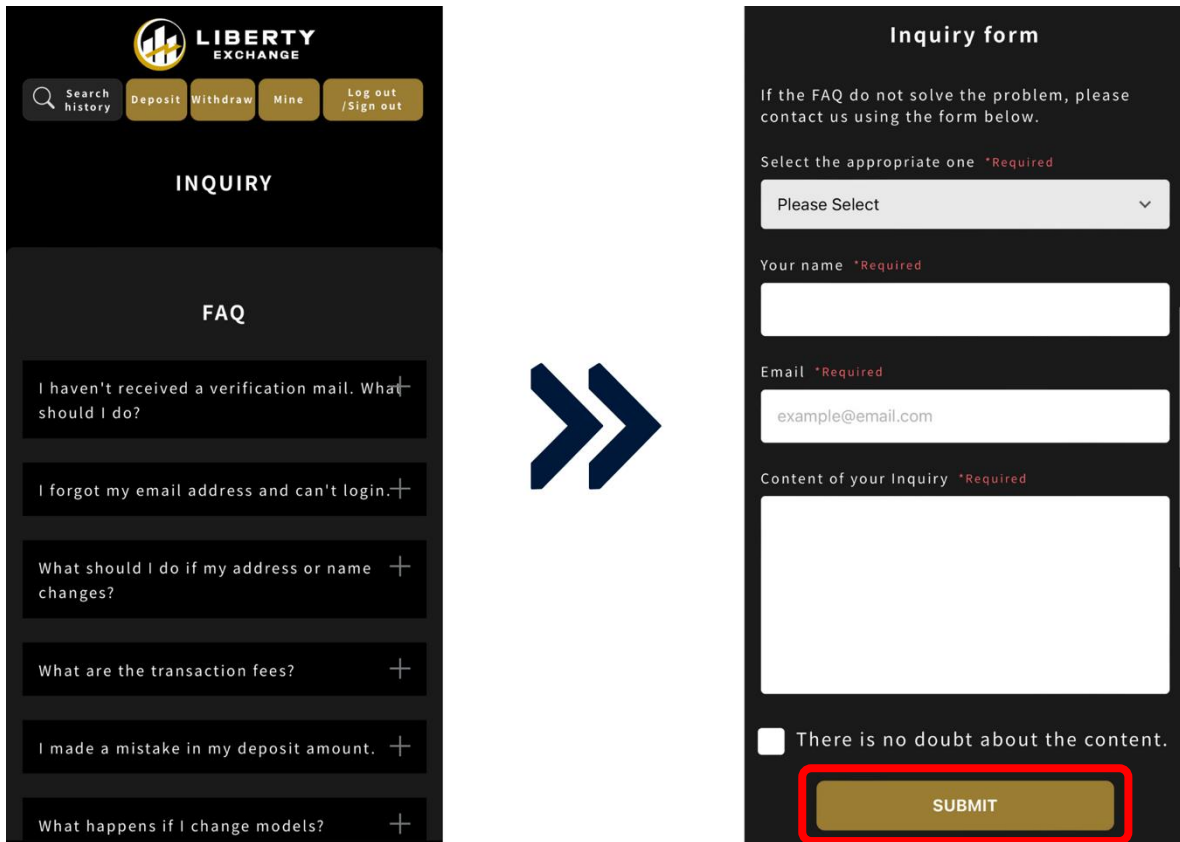 LIBERTY
EXCHANGE
Search
history
Deposit
Withdraw
Mine
Log out
/Sign out
INQUIRY
FAQ
I haven't received a verification mail. What
should I do?
I forgot my email address and can't login.
What should I do if my address or name
changes?
What are the transaction fees?
I made a mistake in my deposit amount.
What happens if I change models?
Inquiry form
If the FAQ do not solve the problem, please
contact us using the form below.
Select the appropriate one *Required
Please Select
Your name *Required
Email *Required
example@email.com
Content of your Inquiry *Required
There is no doubt about the content.
SUBMIT